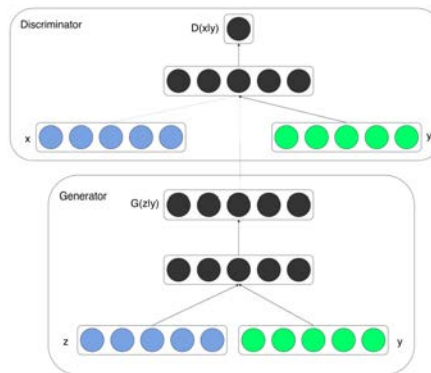 Discriminator
D(x|y)
x
y
Generator
G(z|y)
z
y